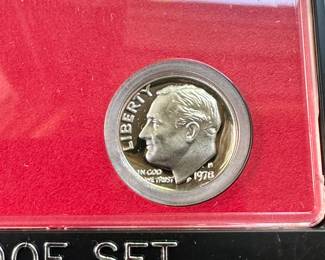 LIBERTY
IN GOD
WE TRUST
1978
OOF SET